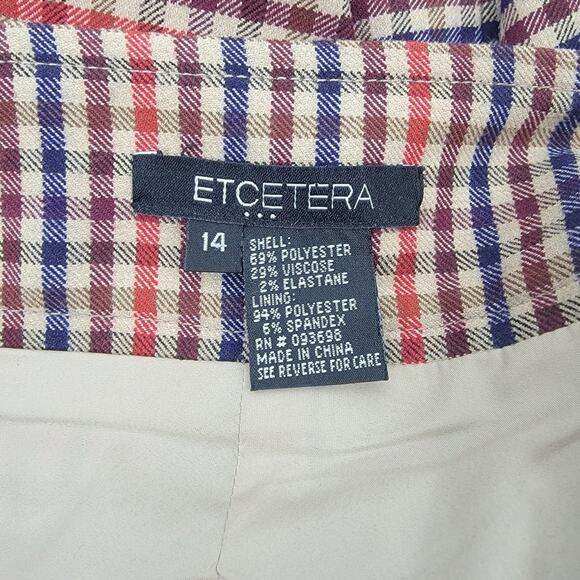 ETCETERA
14
SHELL:
69% POLYESTER
29% VISCOSE
2% ELASTANE
LINING:
94% POLYESTER
6% SPANDEX
RN # 093698
MADE IN CHINA
SEE REVERSE FOR CARE